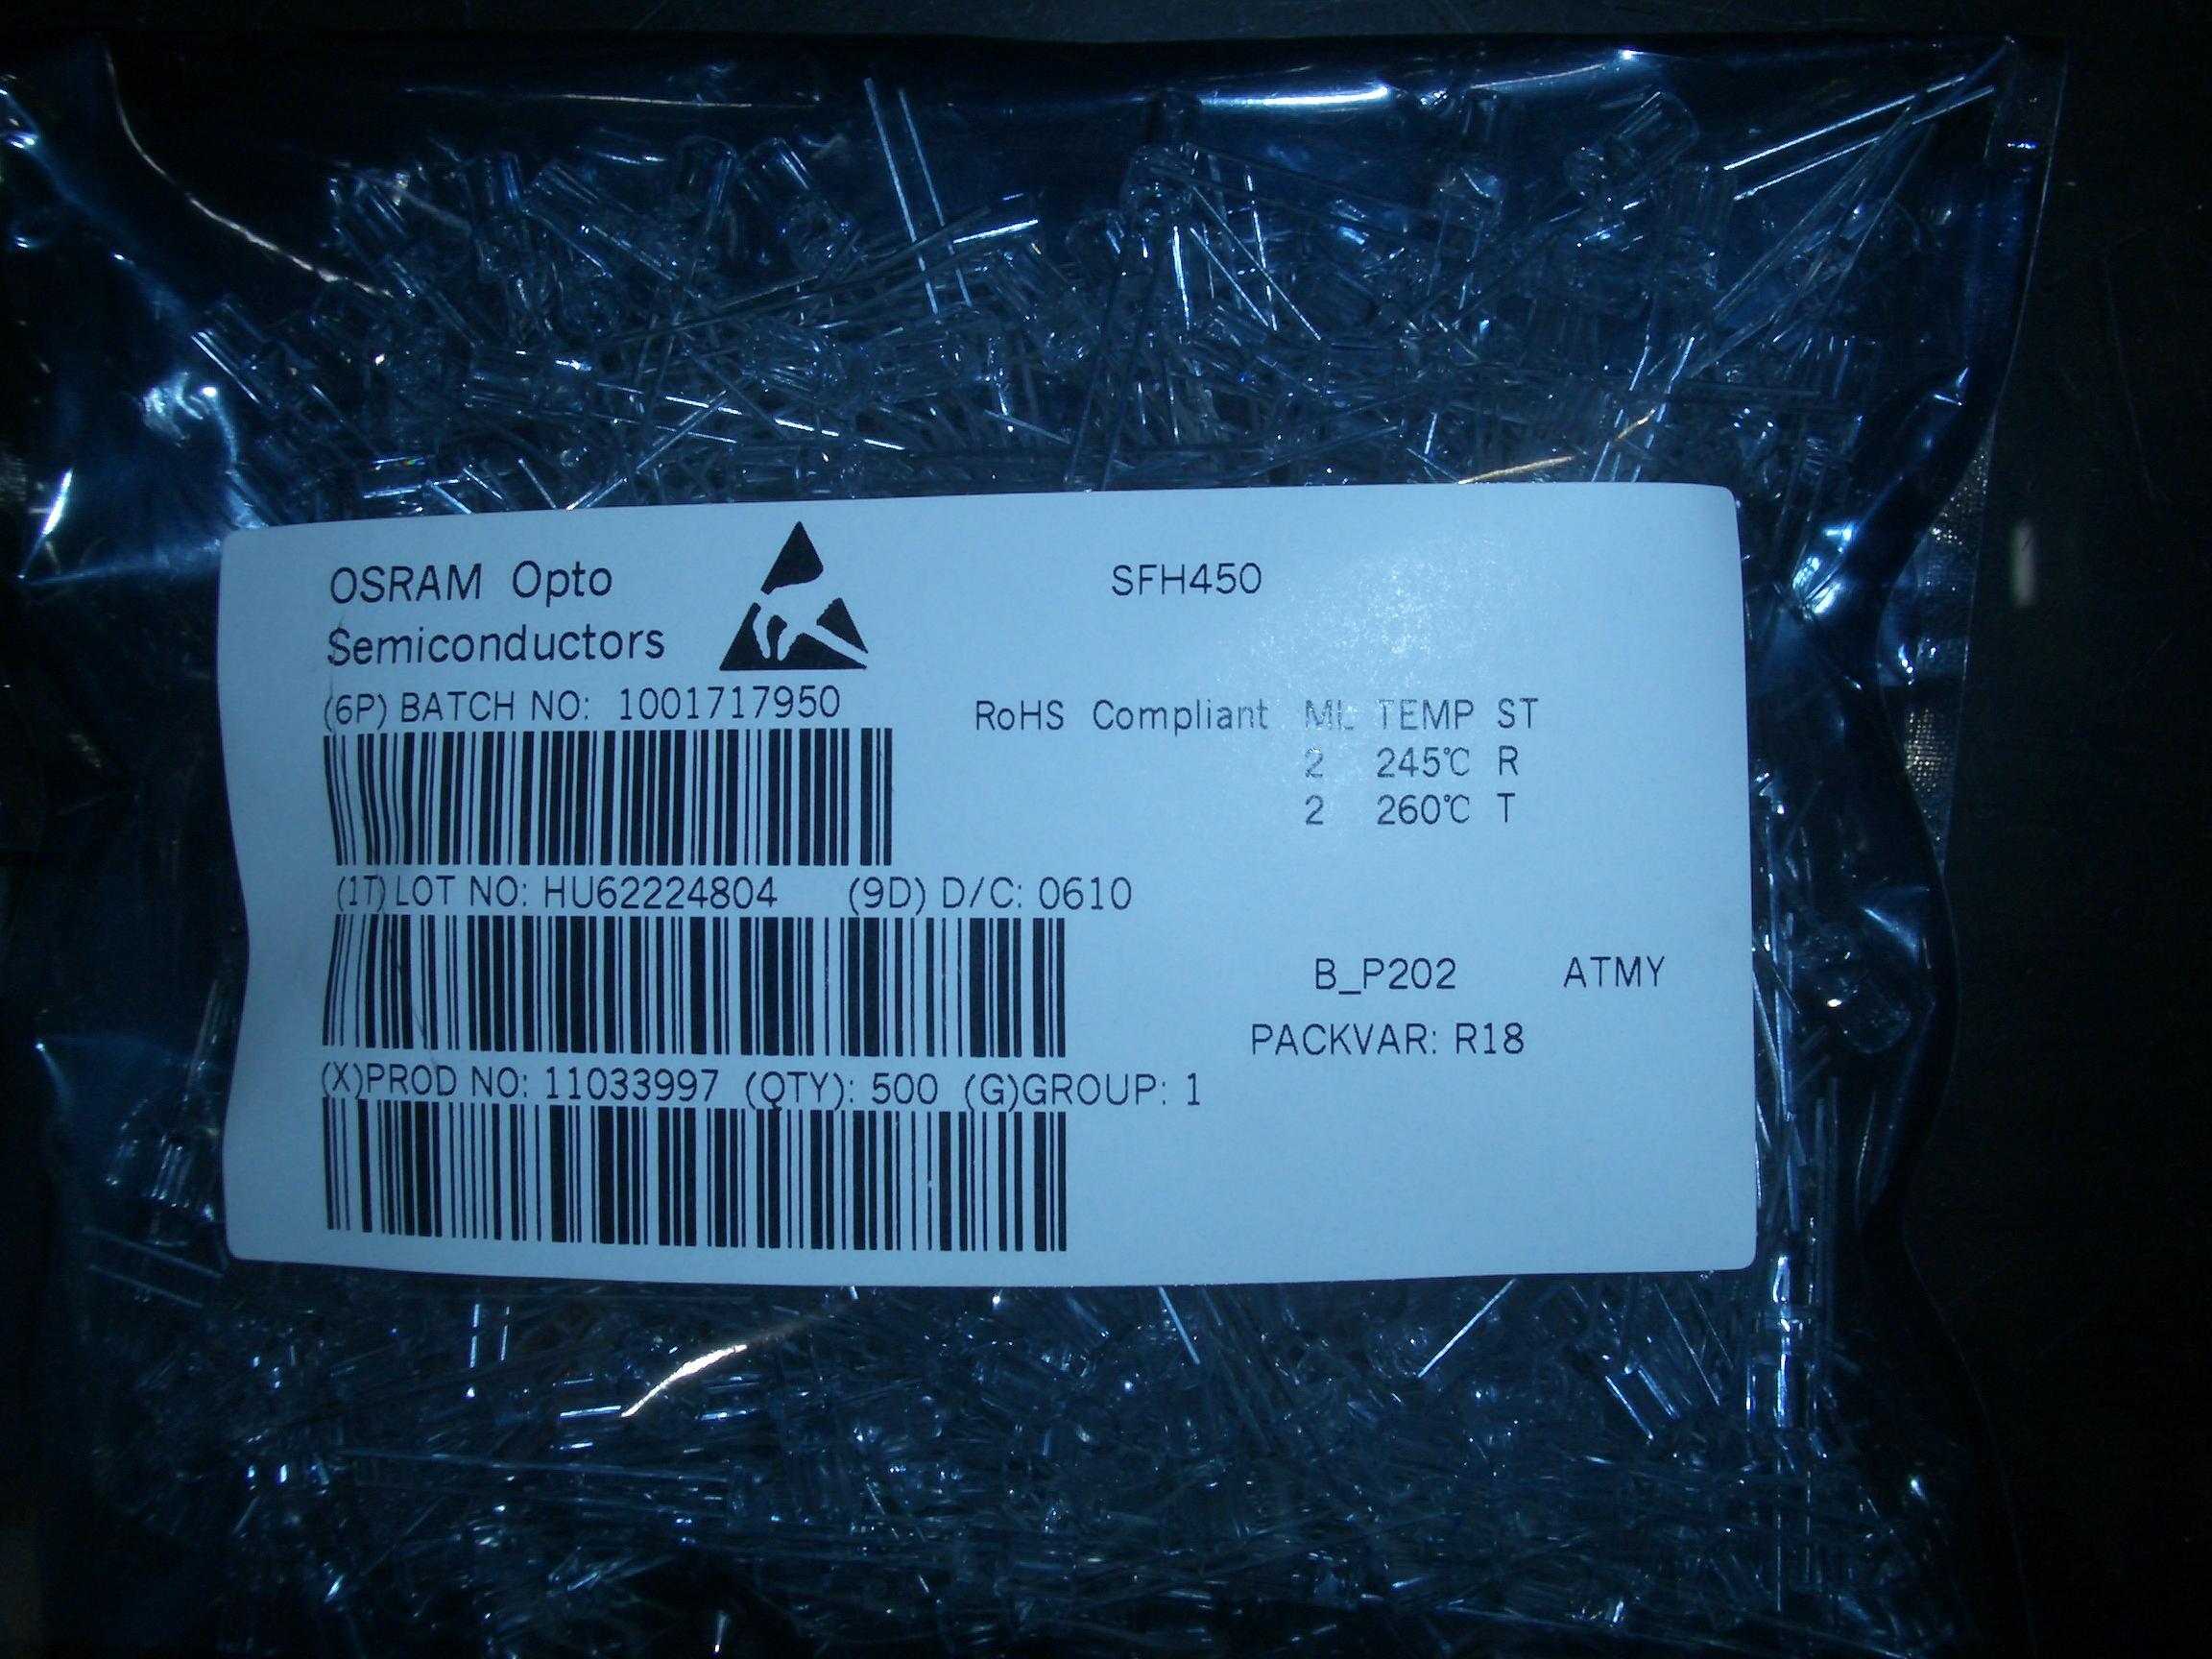 OSRAM Opto
Semiconductors
SFH450
(6P) BATCH NO: 1001717950
RoHS Compliant ML TEMP ST
2 245℃ R
2 260℃ T
(1T) LOT NO: HU62224804 (9D) D/C: 0610
B_P202 ATMY
PACKVAR: R18
(X)PROD NO: 11033997 (QTY): 500 (G)GROUP: 1